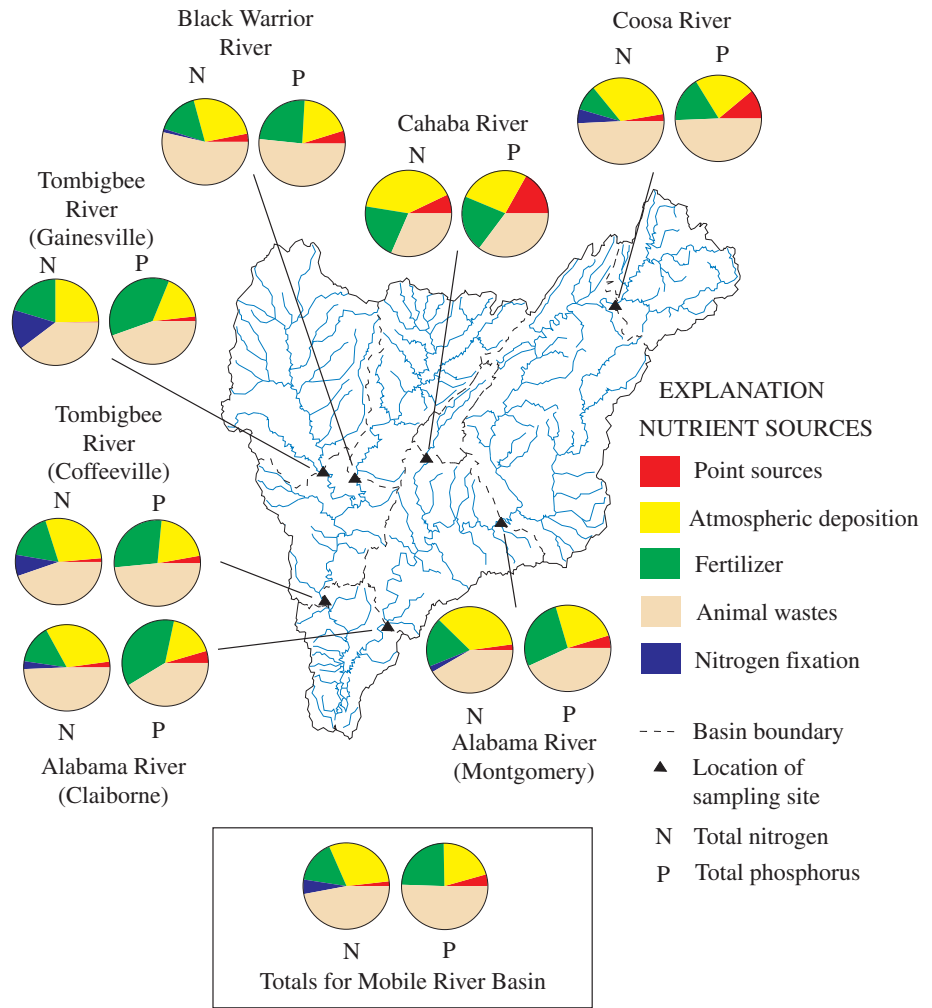 Black Warrior
River
N
P
Coosa River
N
P
Cahaba River
N
P
Tombigbee
River
(Gainesville)
N
P
Tombigbee
River
(Coffeeville)
N
P
N
P
Alabama River
(Claiborne)
N
P
Alabama River
(Montgomery)
EXPLANATION
NUTRIENT SOURCES
Point sources
Atmospheric deposition
Fertilizer
Animal wastes
Nitrogen fixation
Basin boundary
Location of
sampling site
N Total nitrogen
P Total phosphorus
N
P
Totals for Mobile River Basin